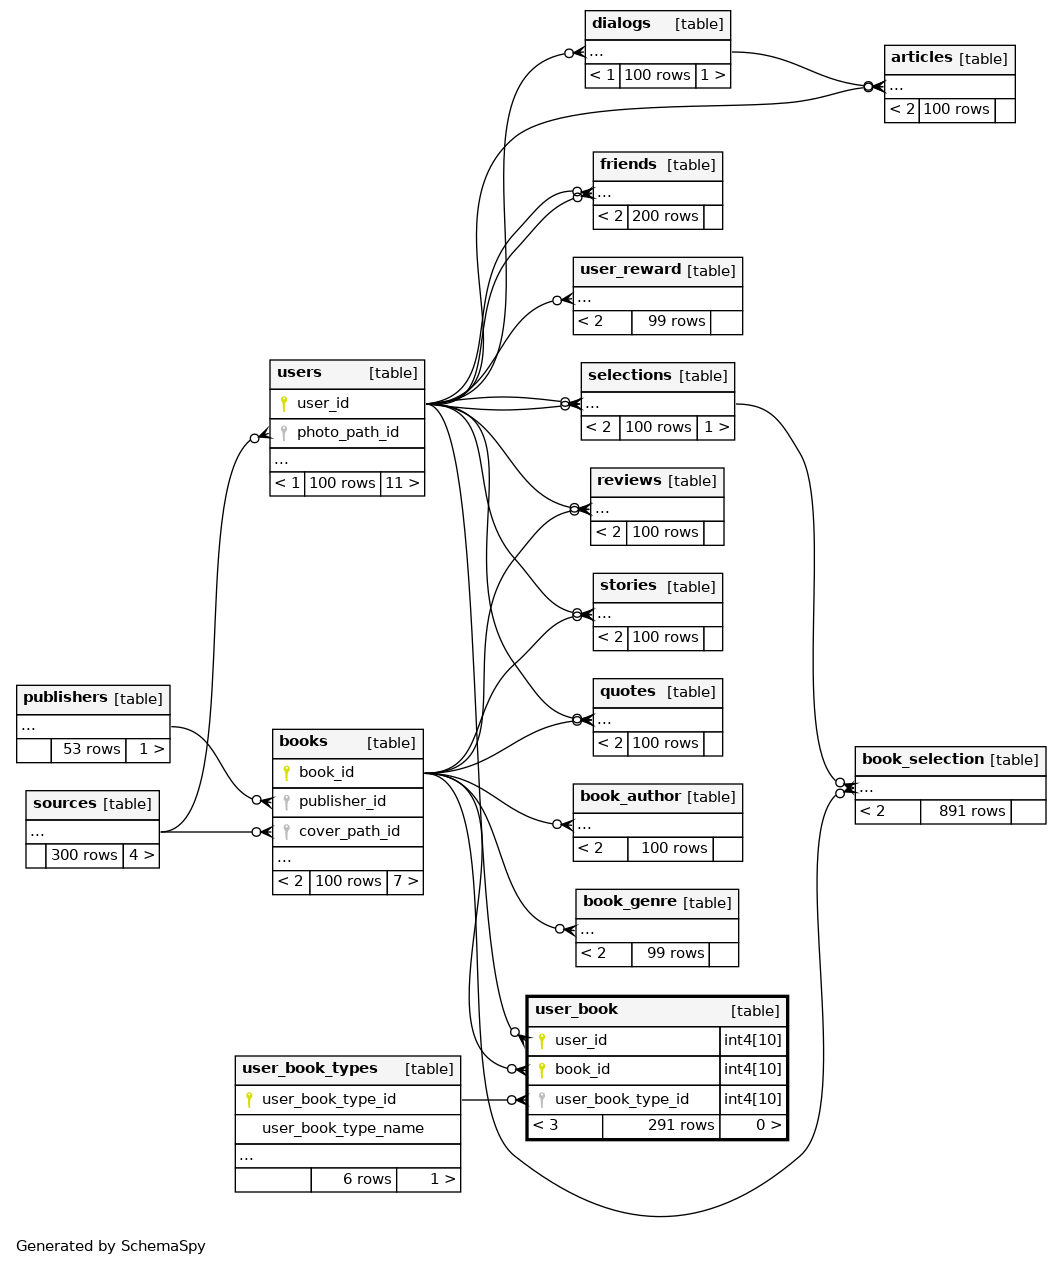 dialogs [table]
...
< 1 100 rows 1 >
articles [table]
...
< 2 100 rows
friends [table]
...
< 2 200 rows
user_reward [table]
...
< 2 99 rows
users [table]
user_id
photo_path_id
...
< 1 100 rows 11 >
selections [table]
...
< 2 100 rows 1 >
reviews [table]
...
< 2 100 rows
stories [table]
...
< 2 100 rows
publishers [table]
...
53 rows 1 >
quotes [table]
...
< 2 100 rows
books [table]
book_id
publisher_id
cover_path_id
...
< 2 100 rows 7 >
book_selection [table]
...
< 2 891 rows
sources [table]
...
300 rows 4 >
book_author [table]
...
< 2 100 rows
book_genre [table]
...
< 2 99 rows
user_book [table]
user_id int4[10]
book_id int4[10]
user_book_type_id int4[10]
< 3 291 rows 0 >
user_book_types [table]
user_book_type_id
user_book_type_name
...
6 rows 1 >
Generated by SchemaSpy